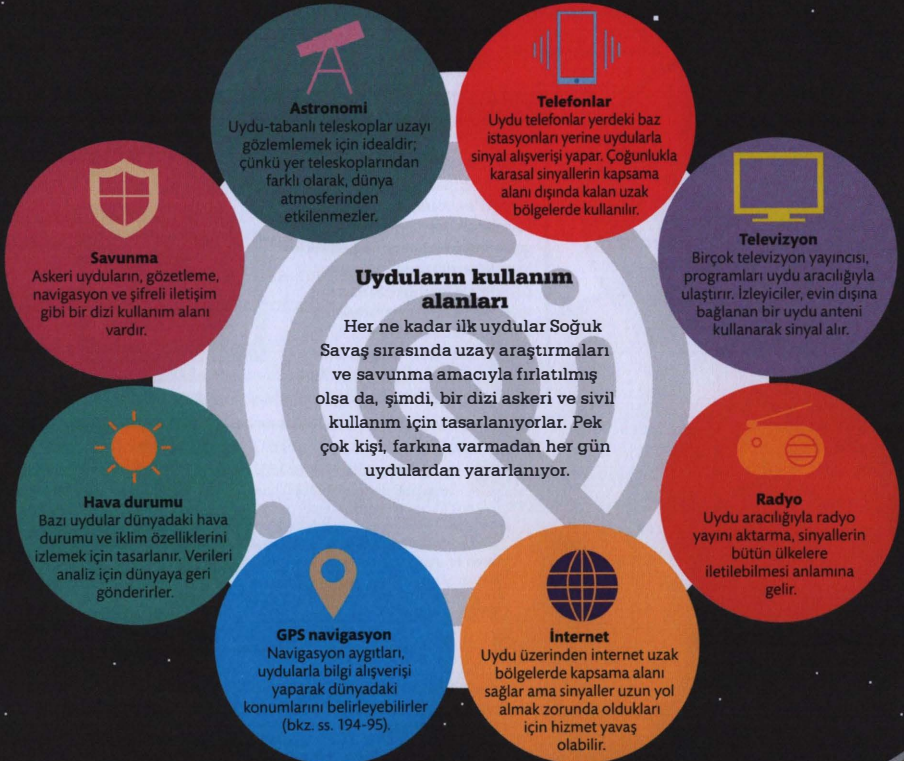 Uyduların kullanım
alanları
Her ne kadar ilk uydular Soğuk
Savaş sırasında uzay araştırmaları
ve savunma amacıyla fırlatılmış
olsa da, şimdi, bir dizi askeri ve sivil
kullanım için tasarlanıyorlar. Pek
çok kişi, farkına varmadan her gün
uydulardan yararlanıyor.
Astronomi
Uydu-tabanlı teleskoplar uzayı
gözlemlemek için idealdir;
çünkü yer teleskoplarından
farklı olarak, dünya
atmosferinden
etkilenmezler.
Telefonlar
Uydu telefonlar yerdeki baz
istasyonları yerine uydularla
sinyal alışverişi yapar. Çoğunlukla
karasal sinyallerin kapsama
alanı dışında kalan uzak
bölgelerde kullanılır.
Televizyon
Birçok televizyon yayıncısı,
programları uydu aracılığıyla
ulaştırır. İzleyiciler, evin dışına
bağlanan bir uydu anteni
kullanarak sinyal alır.
Radyo
Uydu aracılığıyla radyo
yayını aktarma, sinyallerin
bütün ülkelere
iletilebilmesi anlamına
gelir.
İnternet
Uydu üzerinden internet uzak
bölgelerde kapsama alanı
sağlar ama sinyaller uzun yol
almak zorunda oldukları
için hizmet yavaş
olabilir.
GPS navigasyon
Navigasyon aygıtları,
uydularla bilgi alışverişi
yaparak dünyadaki
konumlarını belirleyebilirler
(bkz. ss. 194-95).
Hava durumu
Bazı uydular dünyadaki hava
durumu ve iklim özelliklerini
izlemek için tasarlanır. Verileri
analiz için dünyaya geri
gönderirler.
Savunma
Askeri uyduların, gözetleme,
navigasyon ve şifreli iletişim
gibi bir dizi kullanım alanı
vardır.